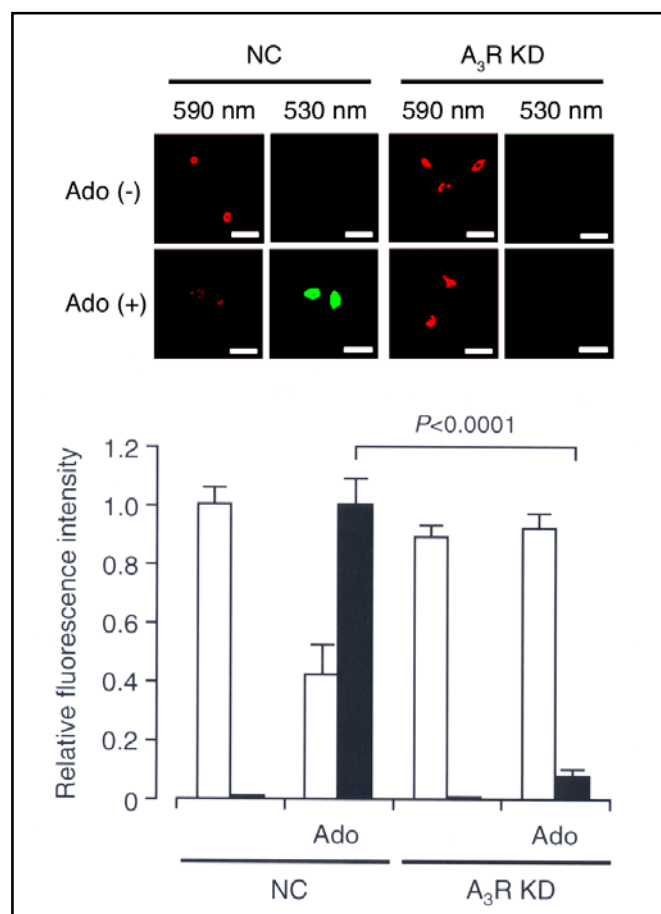 NC A₃R KD
590 nm 530 nm 590 nm 530 nm
Ado (-)
Ado (+)
P<0.0001
Relative fluorescence intensity
1.2
1.0
0.8
0.6
0.4
0.2
0
Ado Ado
NC A₃R KD